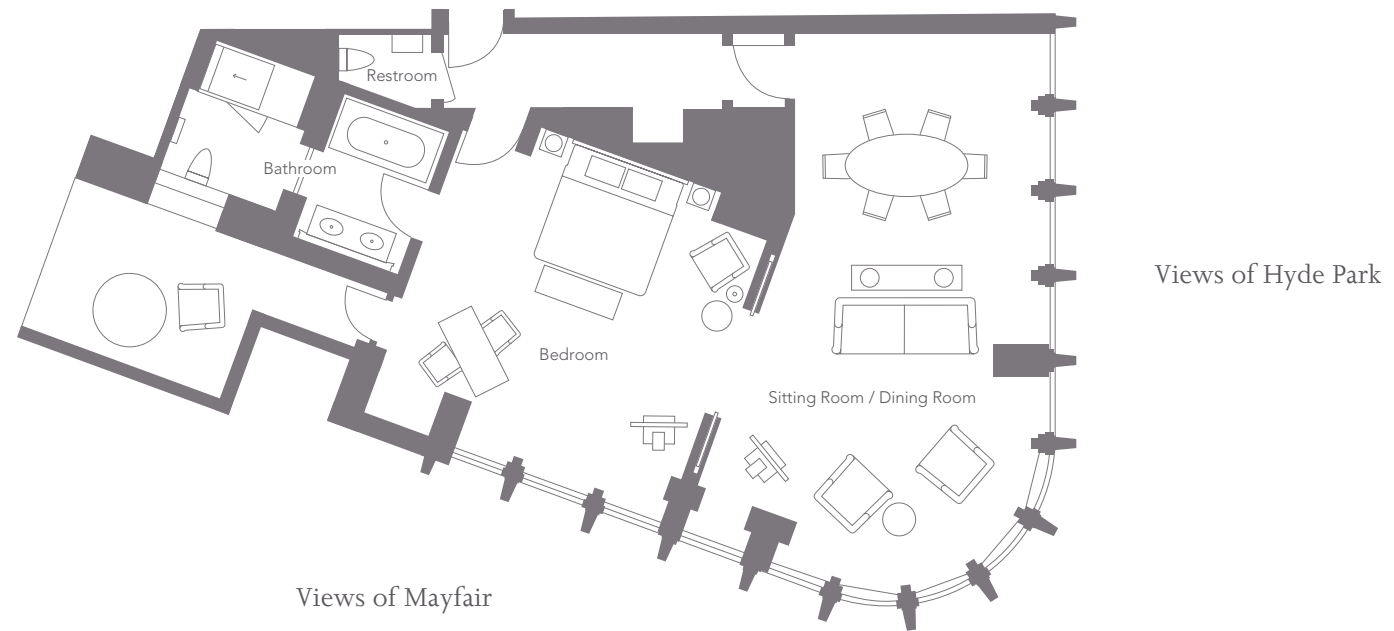 Restroom
Bathroom
Views of Hyde Park
Bedroom
Sitting Room / Dining Room
Views of Mayfair